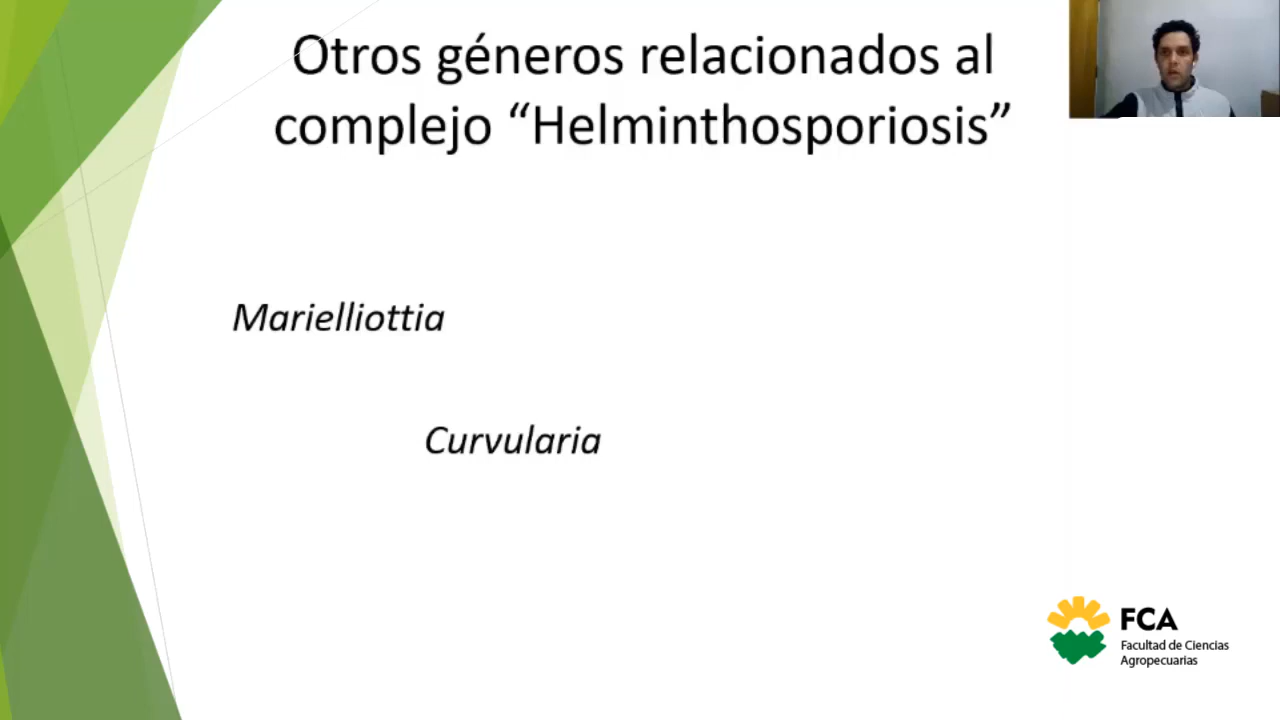 Otros géneros relacionados al
complejo “Helminthosporiosis”
Marielliottia
Curvularia
FCA
Facultad de Ciencias
Agropecuarias